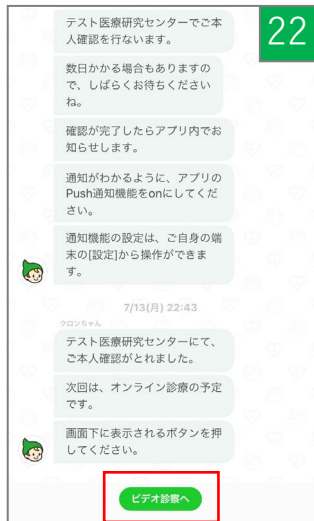 22
テスト医療研究センターでご本
人確認を行ないます。
数日かかる場合もありますの
で、しばらくお待ちください
ね。
確認が完了したらアプリ内でお
知らせします。
通知がわかるように、アプリの
Push通知機能をonにしてくだ
さい。
通知機能の設定は、ご自身の端
末の[設定]から操作ができま
す。
7/13(月) 22:43
クロンちゃん
テスト医療研究センターにて、
ご本人確認がとれました。
次回は、オンライン診療の予定
です。
画面下に表示されるボタンを押
してください。
ビデオ診察へ